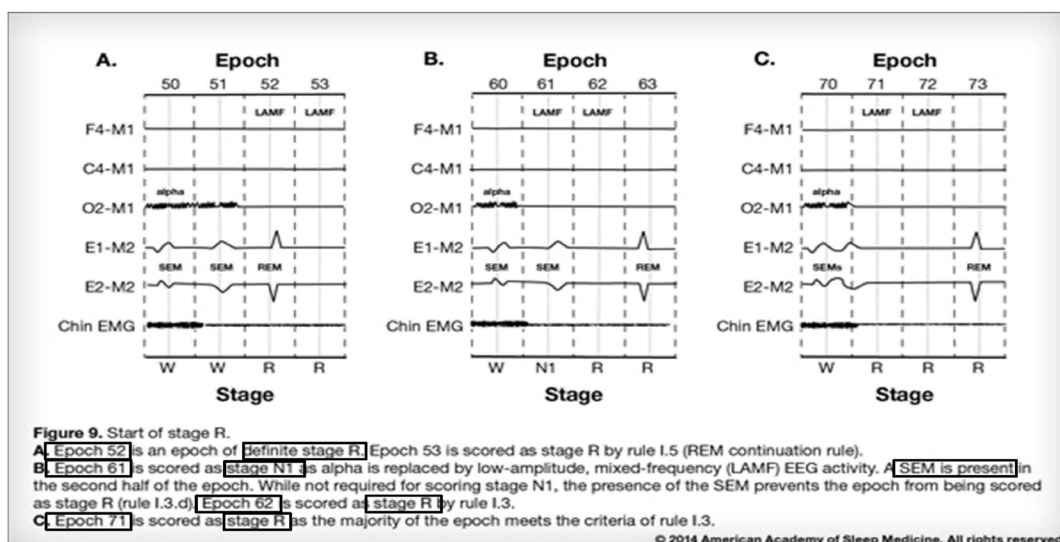 A. Epoch B. Epoch C. Epoch
50 51 52 53 60 61 62 63 70 71 72 73
LAMF LAMF LAMF LAMF LAMF LAMF
F4-M1 F4-M1 F4-M1
C4-M1 C4-M1 C4-M1
alpha alpha alpha
O2-M1 O2-M1 O2-M1
E1-M2 E1-M2 E1-M2
SEM SEM REM SEM SEM REM SEMs REM
E2-M2 E2-M2 E2-M2
Chin EMG Chin EMG Chin EMG
W W R R W N1 R R W R R R
Stage Stage Stage
Figure 9. Start of stage R.
A. Epoch 52 is an epoch of definite stage R. Epoch 53 is scored as stage R by rule I.5 (REM continuation rule).
B. Epoch 61 is scored as stage N1 as alpha is replaced by low-amplitude, mixed-frequency (LAMF) EEG activity. A SEM is present in
the second half of the epoch. While not required for scoring stage N1, the presence of the SEM prevents the epoch from being scored
as stage R (rule I.3.d). Epoch 62 is scored as stage R by rule I.3.
C. Epoch 71 is scored as stage R as the majority of the epoch meets the criteria of rule I.3.
© 2014 American Academy of Sleep Medicine. All rights reserved